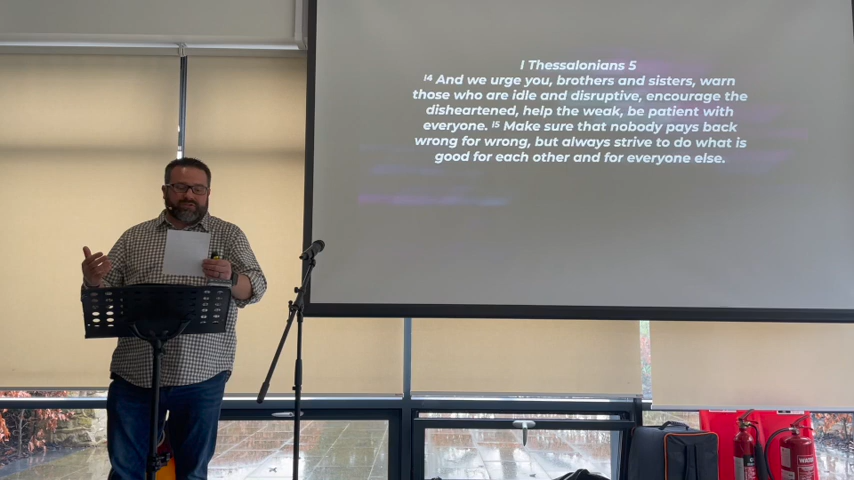 1 Thessalonians 5
14 And we urge you, brothers and sisters, warn
those who are idle and disruptive, encourage the
disheartened, help the weak, be patient with
everyone. 15 Make sure that nobody pays back
wrong for wrong, but always strive to do what is
good for each other and for everyone else.
WATER